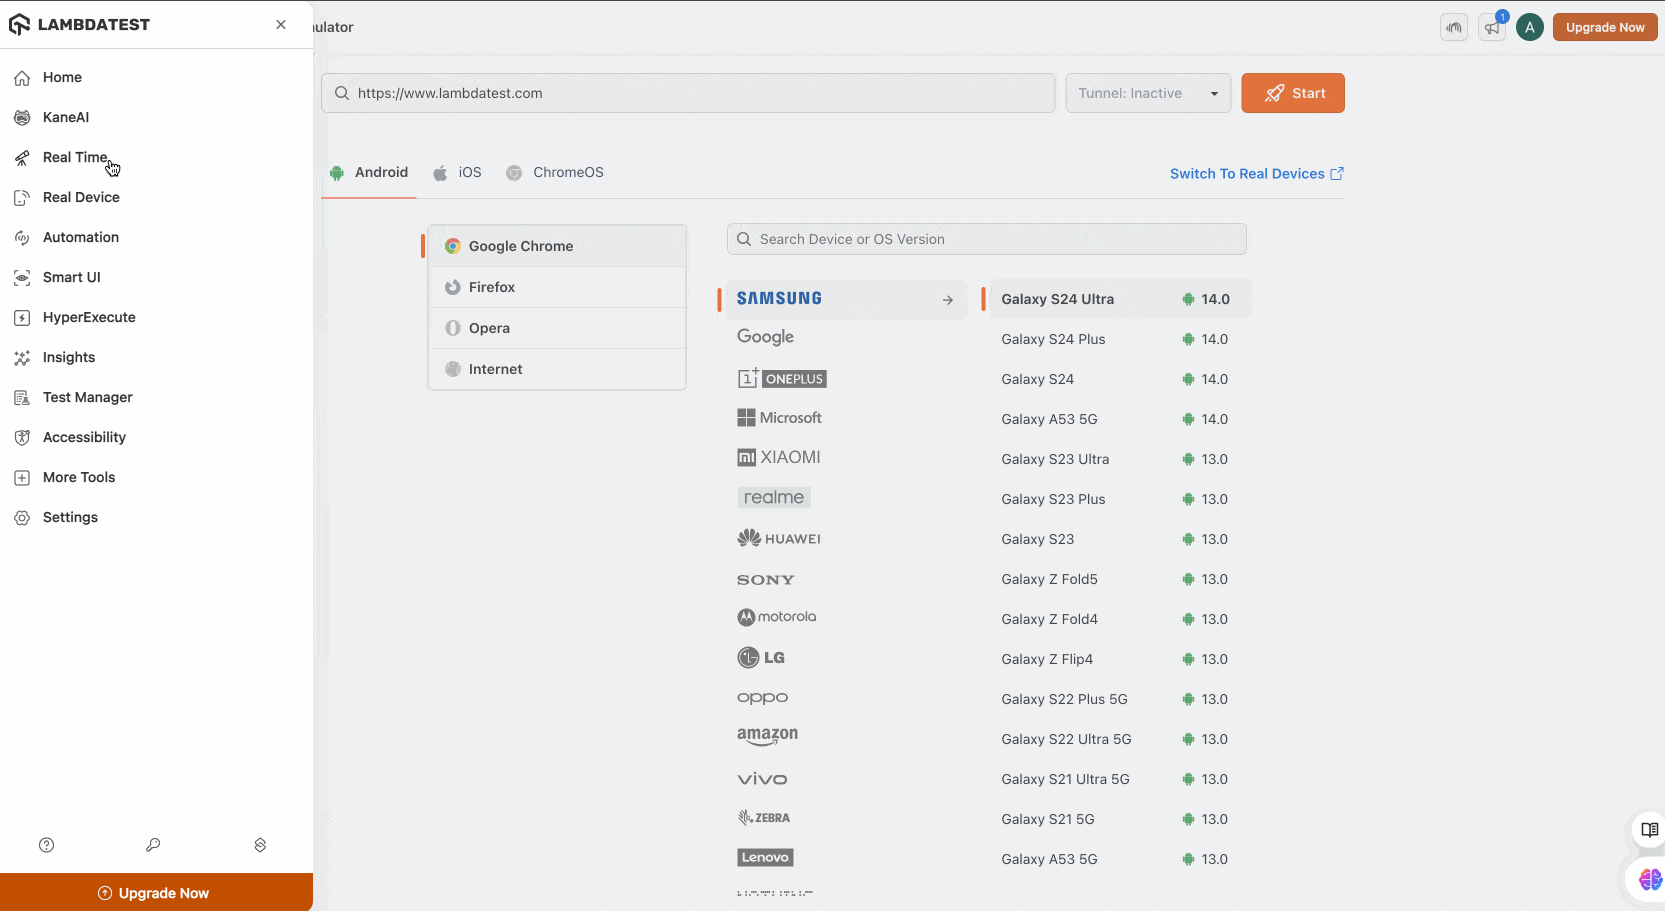 LAMBDATEST
Home
KaneAI
Real Time
Real Device
Automation
Smart UI
HyperExecute
Insights
Test Manager
Accessibility
More Tools
Settings
Upgrade Now
1
A
Upgrade Now
https://www.lambdatest.com
Tunnel: Inactive
Start
Android
iOS
ChromeOS
Switch To Real Devices
Google Chrome
Firefox
Opera
Internet
Search Device or OS Version
SAMSUNG
Google
1+ ONEPLUS
Microsoft
mi XIAOMI
realme
HUAWEI
SONY
motorola
LG
oppo
amazon
vivo
ZEBRA
Lenovo
Galaxy S24 Ultra 14.0
Galaxy S24 Plus 14.0
Galaxy S24 14.0
Galaxy A53 5G 14.0
Galaxy S23 Ultra 13.0
Galaxy S23 Plus 13.0
Galaxy S23 13.0
Galaxy Z Fold5 13.0
Galaxy Z Fold4 13.0
Galaxy Z Flip4 13.0
Galaxy S22 Plus 5G 13.0
Galaxy S22 Ultra 5G 13.0
Galaxy S21 Ultra 5G 13.0
Galaxy S21 5G 13.0
Galaxy A53 5G 13.0